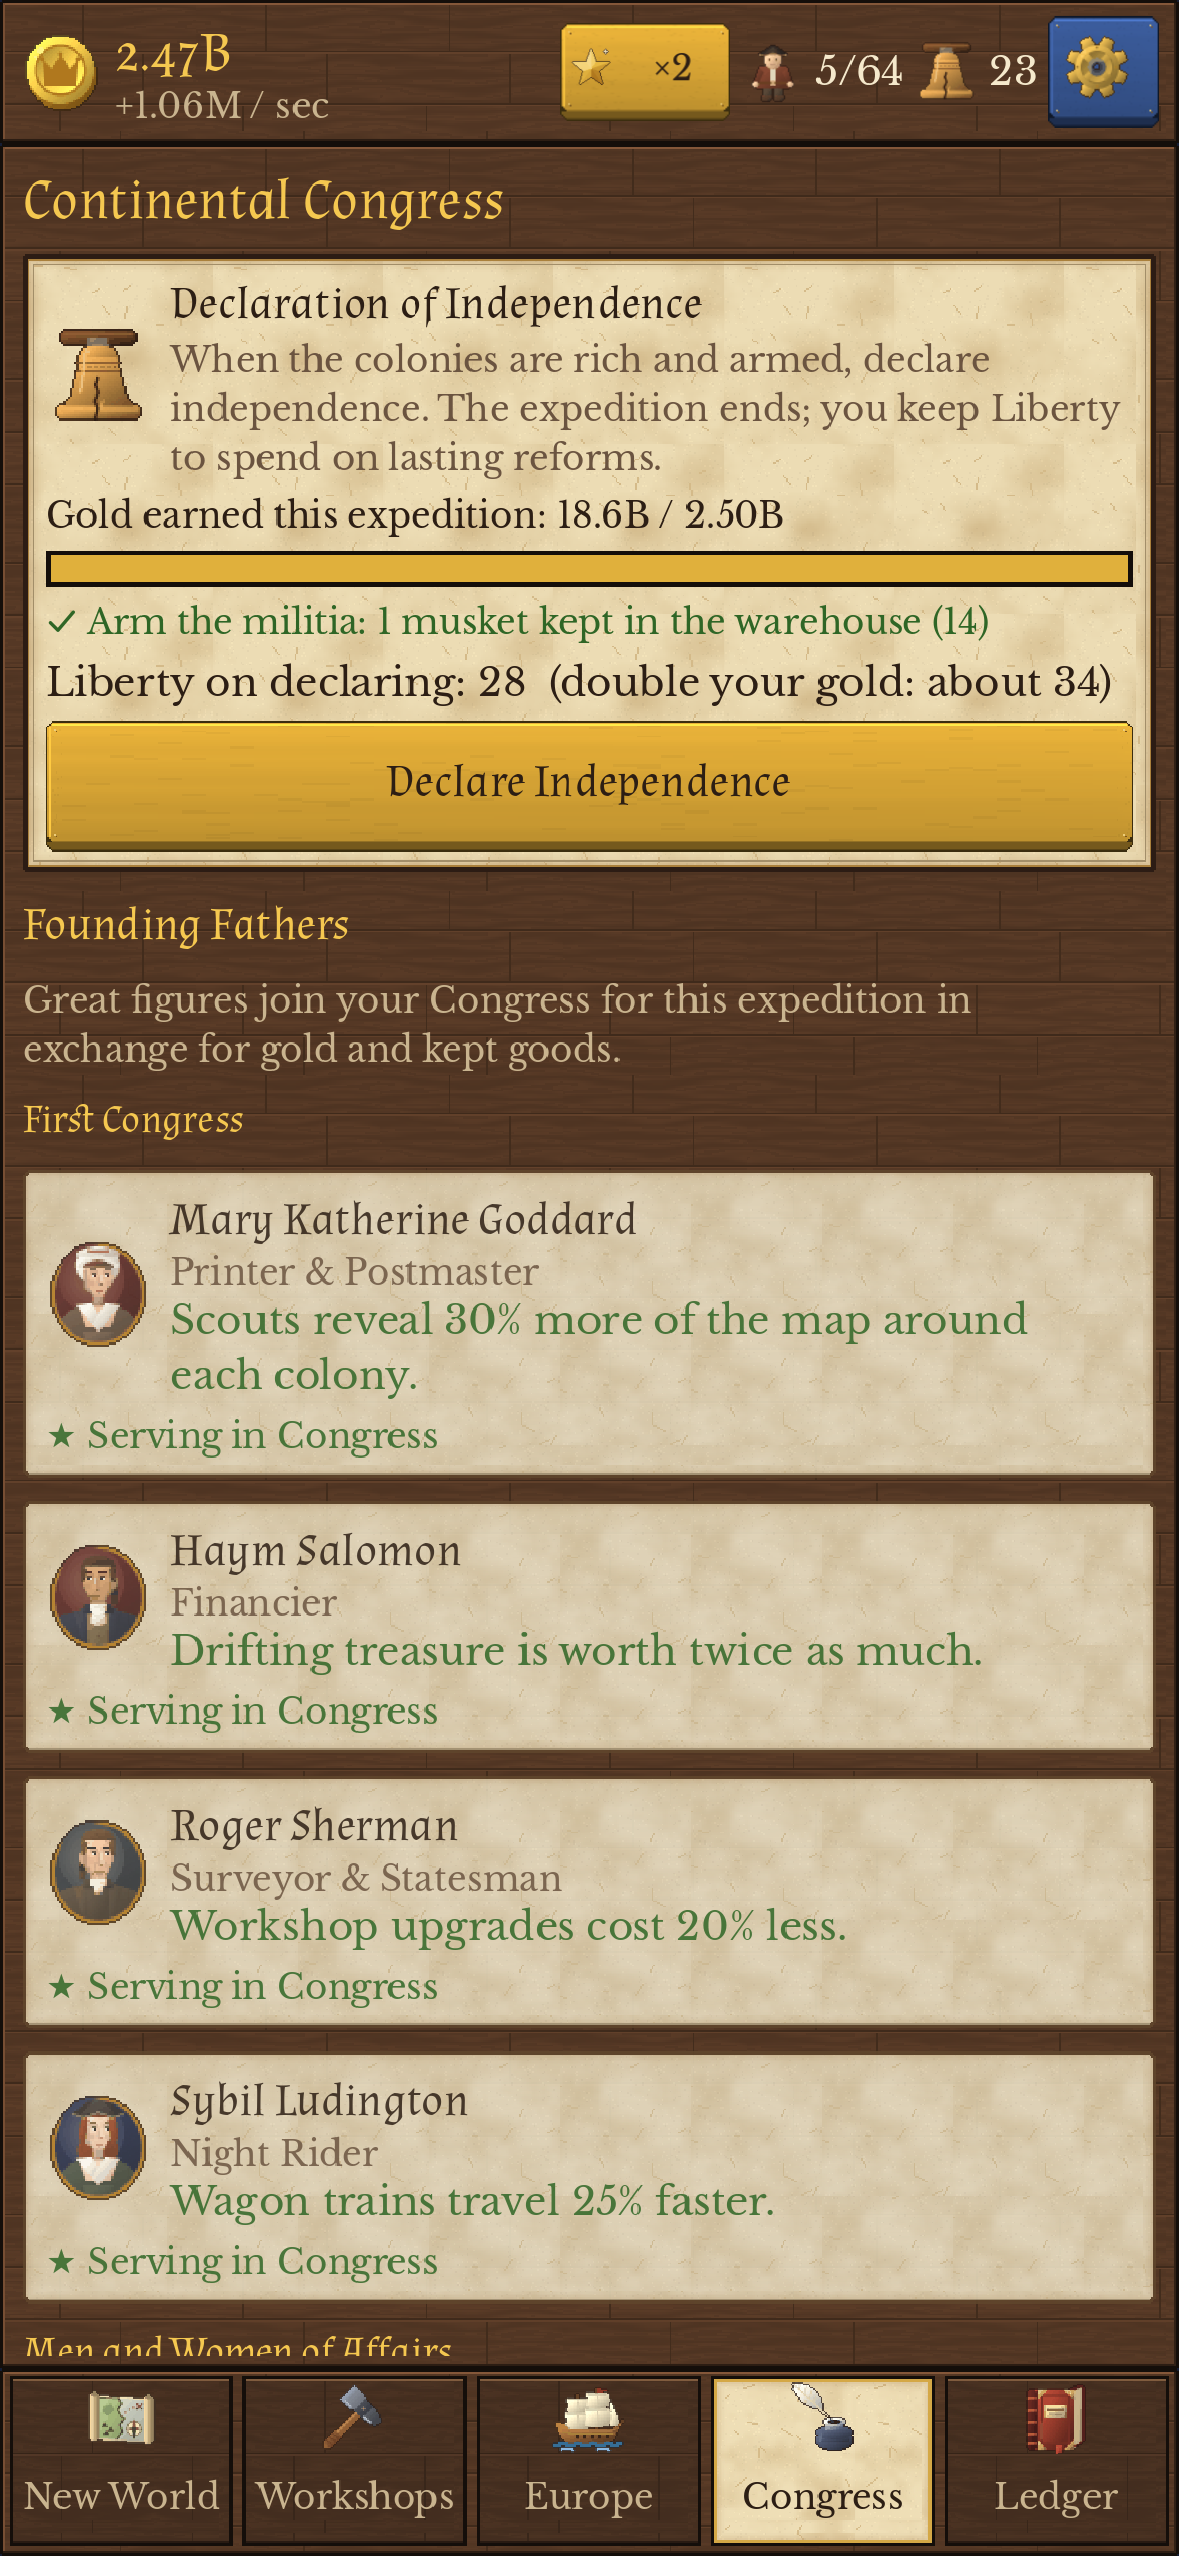 2.47B
+1.06M / sec
×2
5/64
23
Continental Congress
Declaration of Independence
When the colonies are rich and armed, declare
independence. The expedition ends; you keep Liberty
to spend on lasting reforms.
Gold earned this expedition: 18.6B / 2.50B
✓ Arm the militia: 1 musket kept in the warehouse (14)
Liberty on declaring: 28 (double your gold: about 34)
Declare Independence
Founding Fathers
Great figures join your Congress for this expedition in
exchange for gold and kept goods.
First Congress
Mary Katherine Goddard
Printer & Postmaster
Scouts reveal 30% more of the map around
each colony.
★ Serving in Congress
Haym Salomon
Financier
Drifting treasure is worth twice as much.
★ Serving in Congress
Roger Sherman
Surveyor & Statesman
Workshop upgrades cost 20% less.
★ Serving in Congress
Sybil Ludington
Night Rider
Wagon trains travel 25% faster.
★ Serving in Congress
Men and Women of Affairs
New World
Workshops
Europe
Congress
Ledger